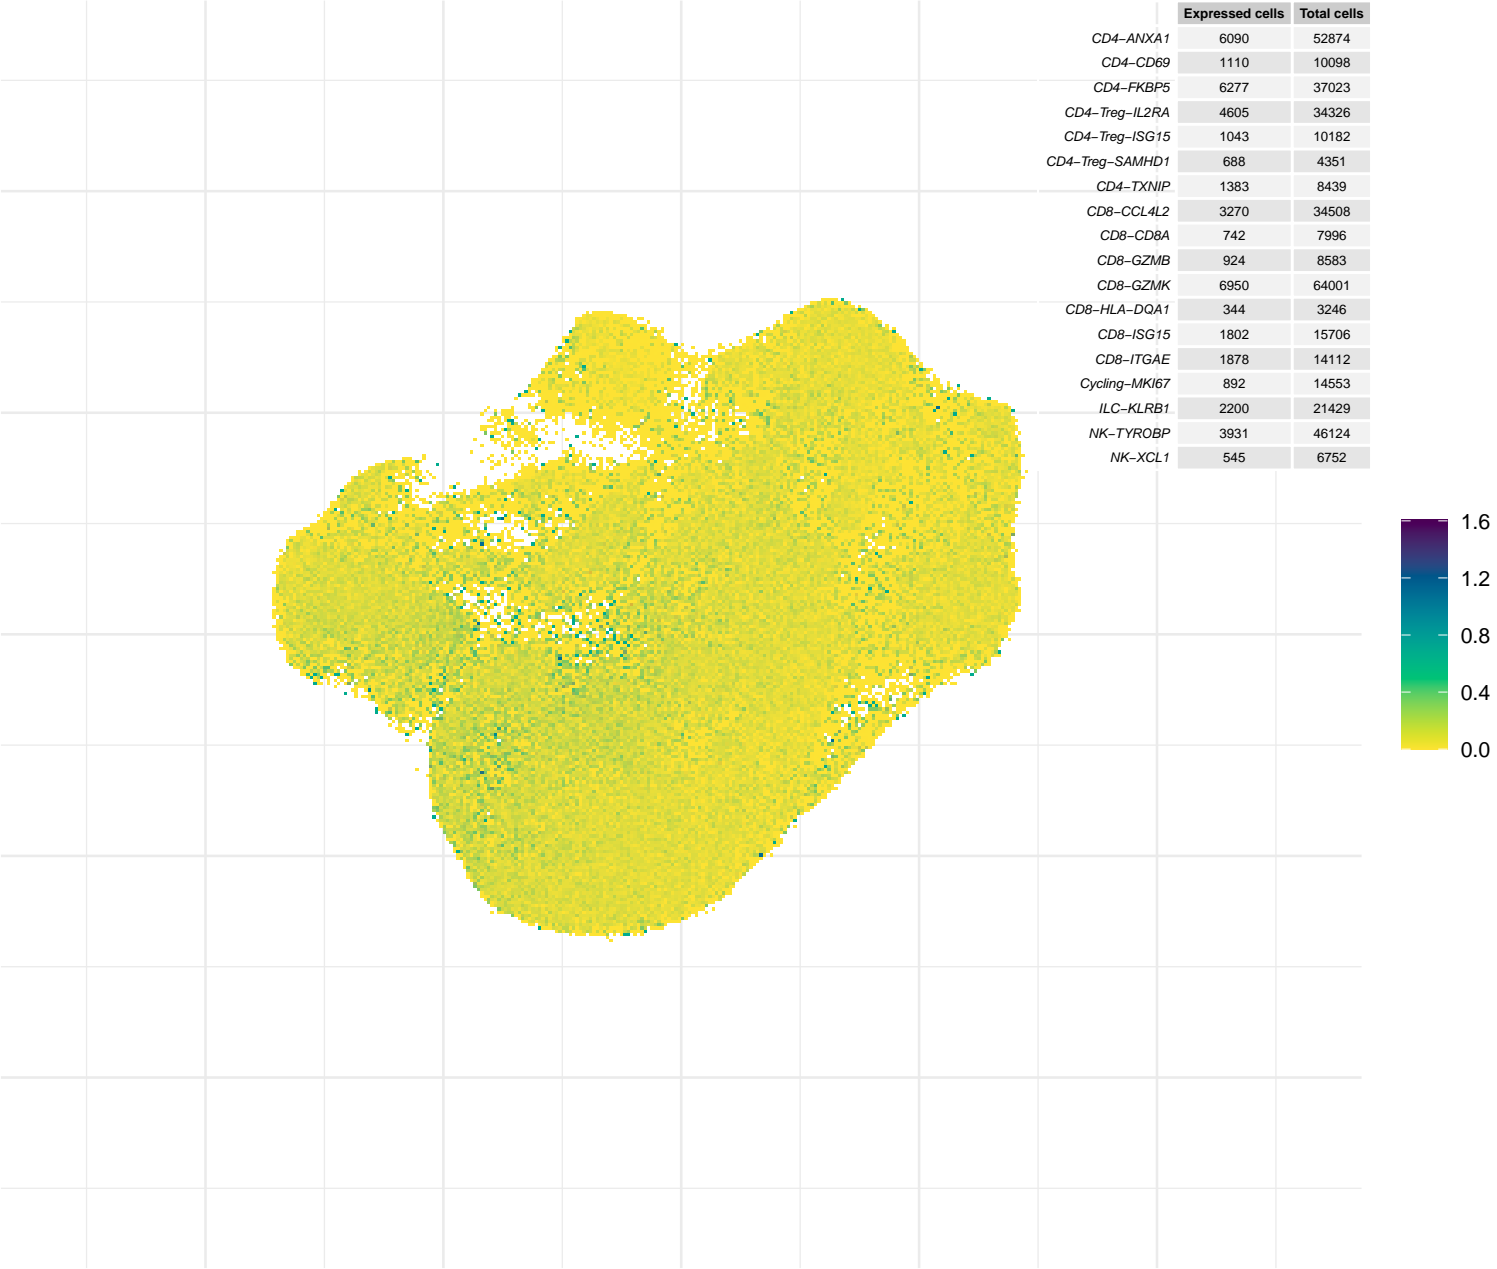 Expressed cells Total cells
CD4−ANXA1 6090 52874
CD4−CD69 1110 10098
CD4−FKBP5 6277 37023
CD4−Treg−IL2RA 4605 34326
CD4−Treg−ISG15 1043 10182
CD4−Treg−SAMHD1 688 4351
CD4−TXNIP 1383 8439
CD8−CCL4L2 3270 34508
CD8−CD8A 742 7996
CD8−GZMB 924 8583
CD8−GZMK 6950 64001
CD8−HLA−DQA1 344 3246
CD8−ISG15 1802 15706
CD8−ITGAE 1878 14112
Cycling−MKI67 892 14553
ILC−KLRB1 2200 21429
NK−TYROBP 3931 46124
NK−XCL1 545 6752
1.6
1.2
0.8
0.4
0.0